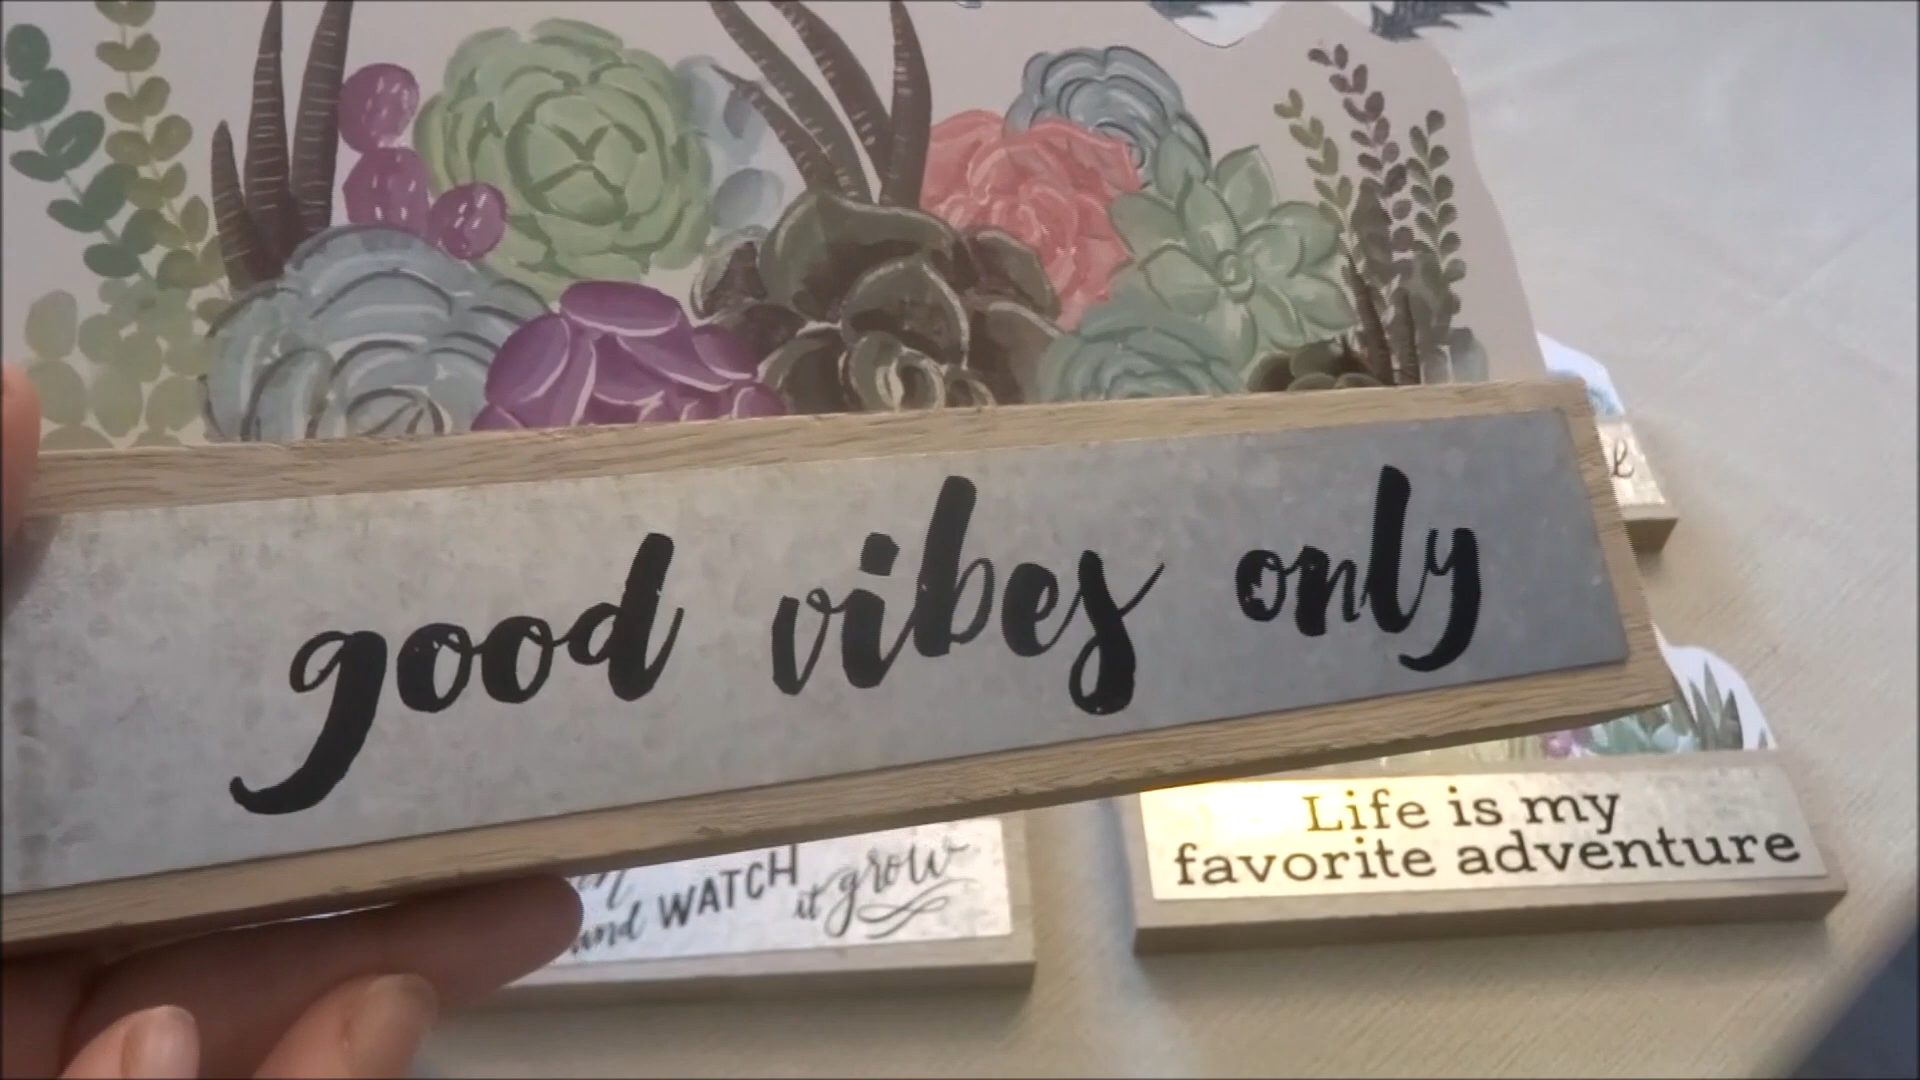 good vibes only
and WATCH it grow
Life is my
favorite adventure